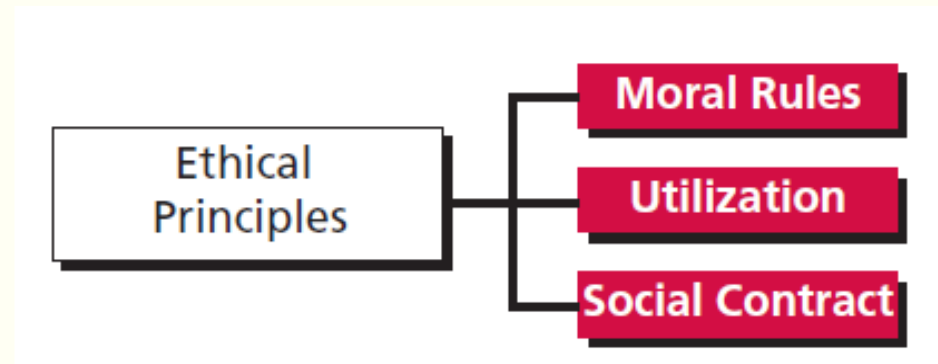 Ethical
Principles
Moral Rules
Utilization
Social Contract